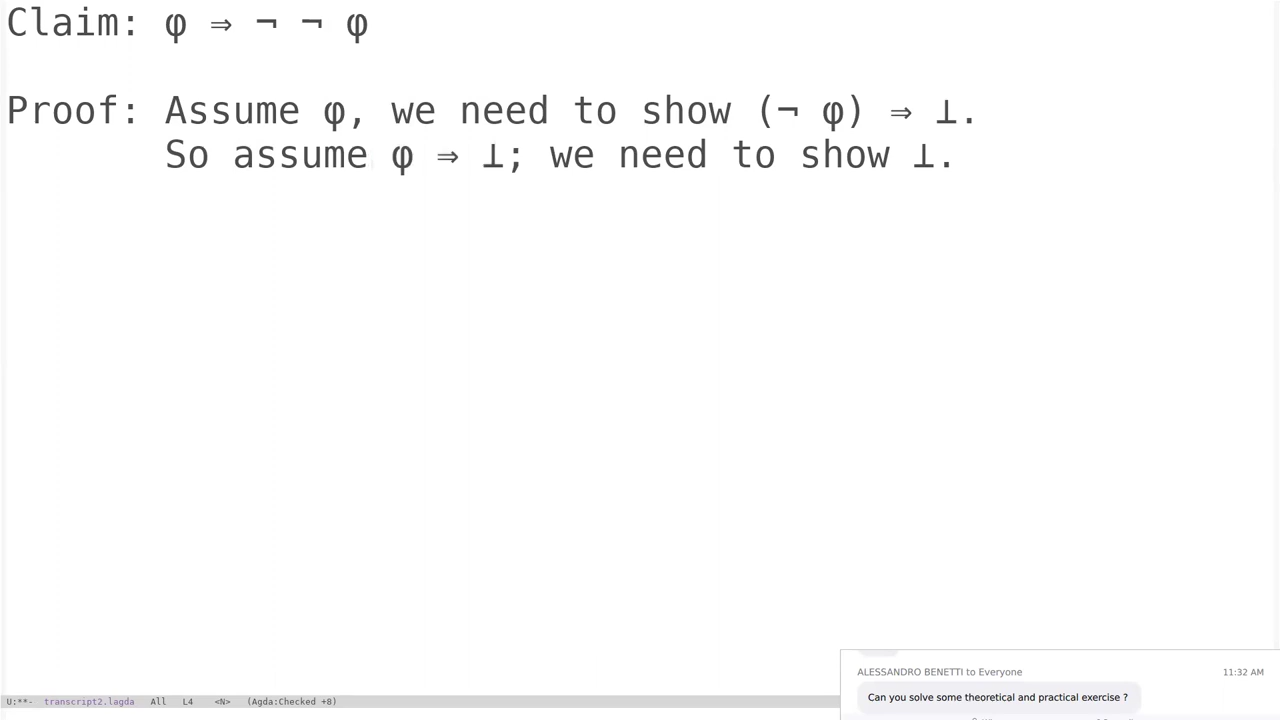 Claim: φ ⇒ ¬ ¬ φ
Proof: Assume φ, we need to show (¬ φ) ⇒ ⊥.
So assume φ ⇒ ⊥; we need to show ⊥.
U:**- transcript2.lagda All L4 <N> (Agda:Checked +8)
ALESSANDRO BENETTI to Everyone 11:32 AM
Can you solve some theoretical and practical exercise ?